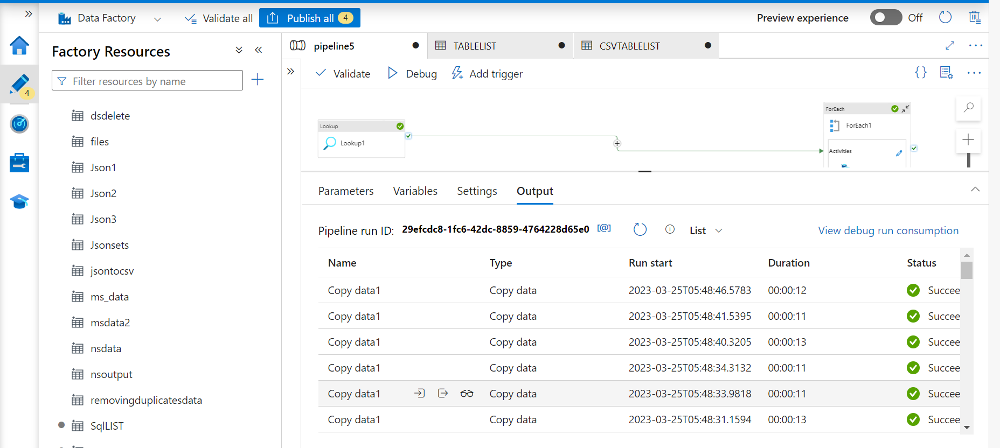 Data Factory
Validate all
Publish all 4
Preview experience
Off
4
Factory Resources
Filter resources by name
dsdelete
files
Json1
Json2
Json3
Jsonsets
jsontocsv
ms_data
msdata2
nsdata
nsoutput
removingduplicatesdata
SqlLIST
pipeline5
TABLELIST
CSVTABLELIST
Validate
Debug
Add trigger
Lookup
Lookup1
ForEach
ForEach1
Activities
Parameters
Variables
Settings
Output
Pipeline run ID: 29efcdc8-1fc6-42dc-8859-4764228d65e0 [@]
List
View debug run consumption
Name Type Run start Duration Status
Copy data1 Copy data 2023-03-25T05:48:46.5783 00:00:12 Succee
Copy data1 Copy data 2023-03-25T05:48:41.5395 00:00:11 Succee
Copy data1 Copy data 2023-03-25T05:48:40.3205 00:00:13 Succee
Copy data1 Copy data 2023-03-25T05:48:34.3132 00:00:11 Succee
Copy data1 Copy data 2023-03-25T05:48:33.9818 00:00:11 Succee
Copy data1 Copy data 2023-03-25T05:48:31.1594 00:00:13 Succee